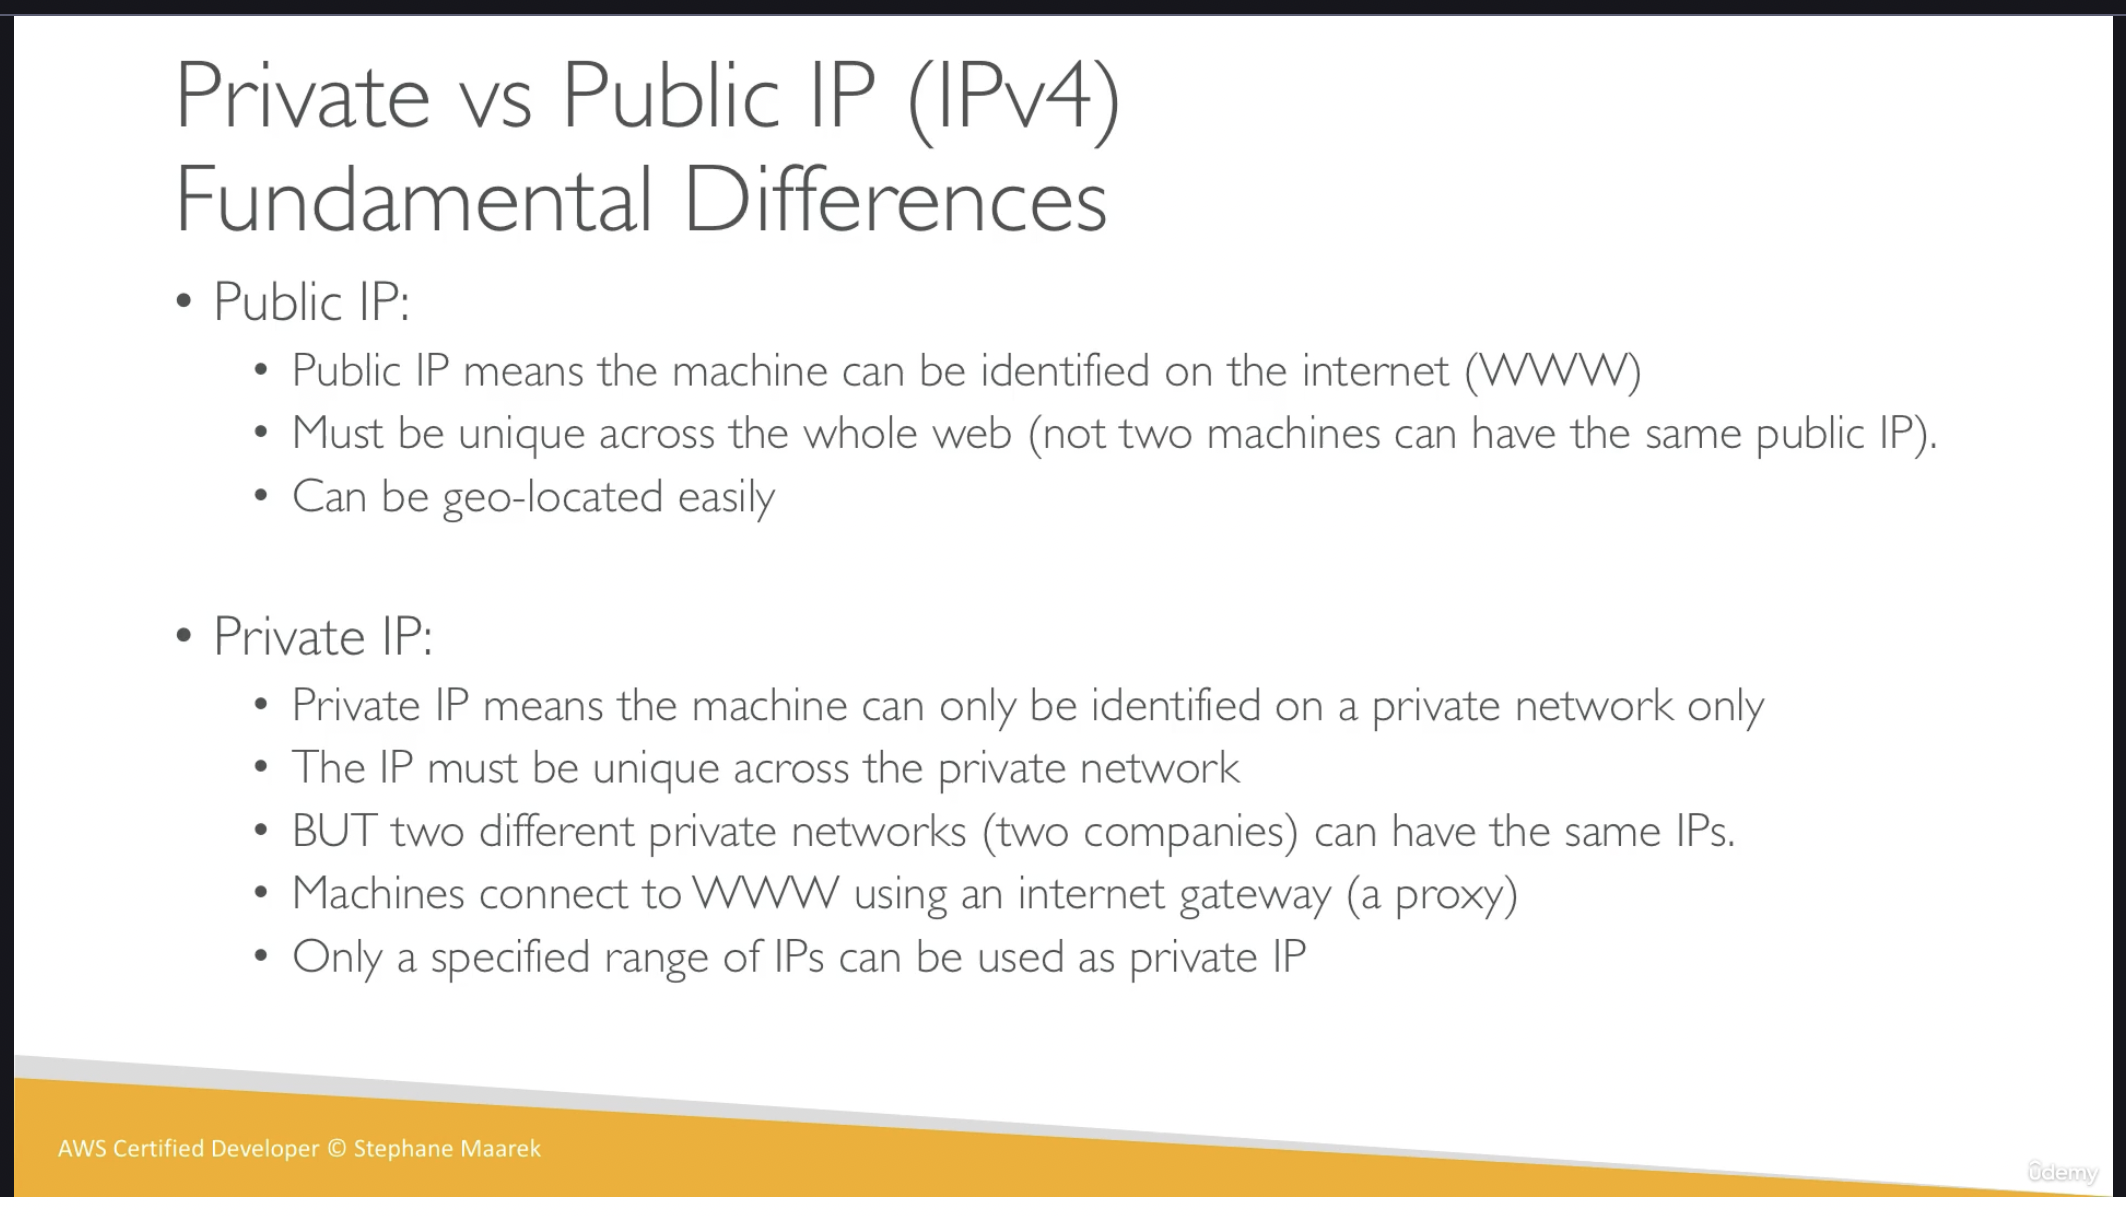 Private vs Public IP (IPv4)
Fundamental Differences
• Public IP:
• Public IP means the machine can be identified on the internet (WWW)
• Must be unique across the whole web (not two machines can have the same public IP).
• Can be geo-located easily
• Private IP:
• Private IP means the machine can only be identified on a private network only
• The IP must be unique across the private network
• BUT two different private networks (two companies) can have the same IPs.
• Machines connect to WWW using an internet gateway (a proxy)
• Only a specified range of IPs can be used as private IP
AWS Certified Developer © Stephane Maarek
ûdemy